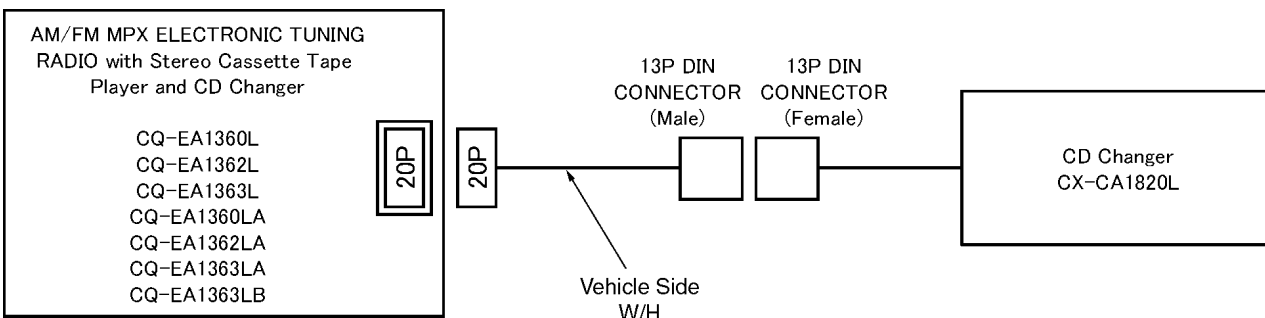 AM/FM MPX ELECTRONIC TUNING
RADIO with Stereo Cassette Tape
Player and CD Changer
CQ-EA1360L
CQ-EA1362L
CQ-EA1363L
CQ-EA1360LA
CQ-EA1362LA
CQ-EA1363LA
CQ-EA1363LB
20P
20P
13P DIN
CONNECTOR
(Male)
13P DIN
CONNECTOR
(Female)
Vehicle Side
W/H
CD Changer
CX-CA1820L